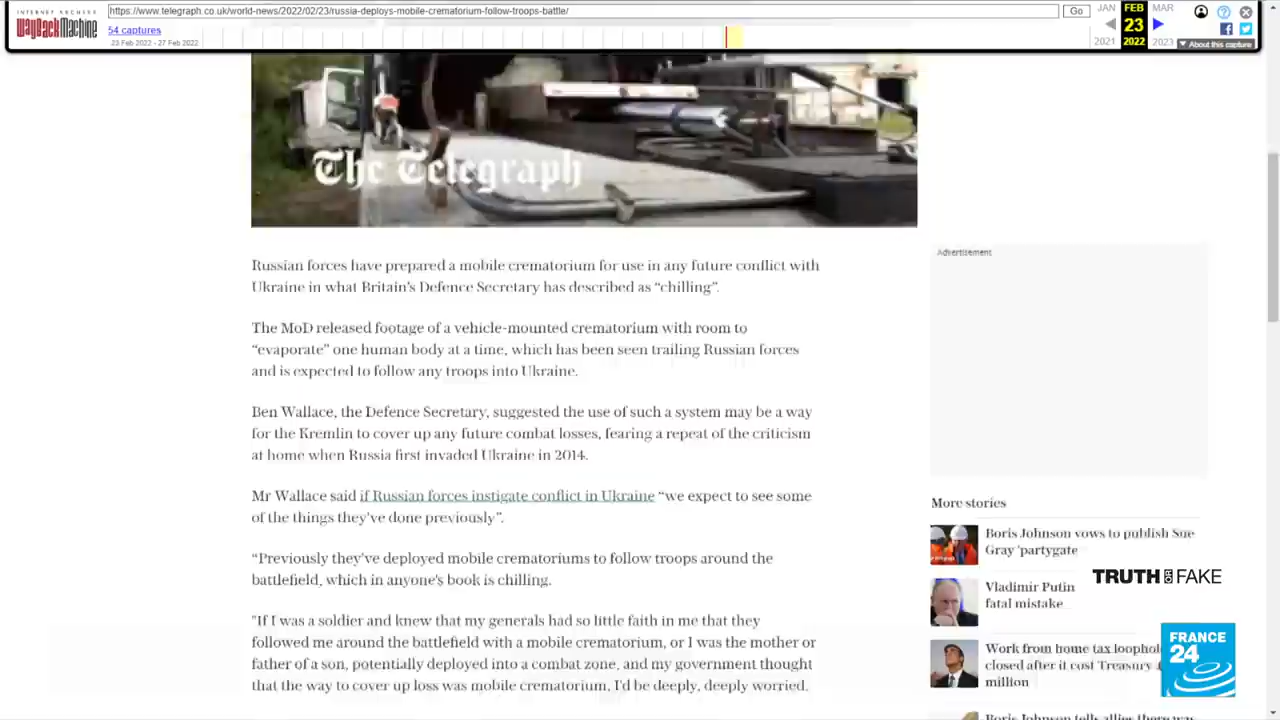 INTERNET ARCHIVE
WayBackMachine
https://www.telegraph.co.uk/world-news/2022/02/23/russia-deploys-mobile-crematorium-follow-troops-battle/
Go
JAN
FEB
MAR
54 captures
23
23 Feb 2022 - 27 Feb 2022
2021
2022
2023
About this capture
The Telegraph
Russian forces have prepared a mobile crematorium for use in any future conflict with
Ukraine in what Britain's Defence Secretary has described as “chilling”.
The MoD released footage of a vehicle-mounted crematorium with room to
“evaporate” one human body at a time, which has been seen trailing Russian forces
and is expected to follow any troops into Ukraine.
Ben Wallace, the Defence Secretary, suggested the use of such a system may be a way
for the Kremlin to cover up any future combat losses, fearing a repeat of the criticism
at home when Russia first invaded Ukraine in 2014.
Mr Wallace said if Russian forces instigate conflict in Ukraine “we expect to see some
of the things they've done previously”.
“Previously they've deployed mobile crematoriums to follow troops around the
battlefield, which in anyone's book is chilling.
"If I was a soldier and knew that my generals had so little faith in me that they
followed me around the battlefield with a mobile crematorium, or I was the mother or
father of a son, potentially deployed into a combat zone, and my government thought
that the way to cover up loss was mobile crematorium, I'd be deeply, deeply worried.
Advertisement
More stories
Boris Johnson vows to publish Sue
Gray 'partygate
Vladimir Putin
fatal mistake
Work from home tax loophol
closed after it cost Treasury
million
Boris Johnson tells allies there was
TRUTH OR FAKE
FRANCE
24